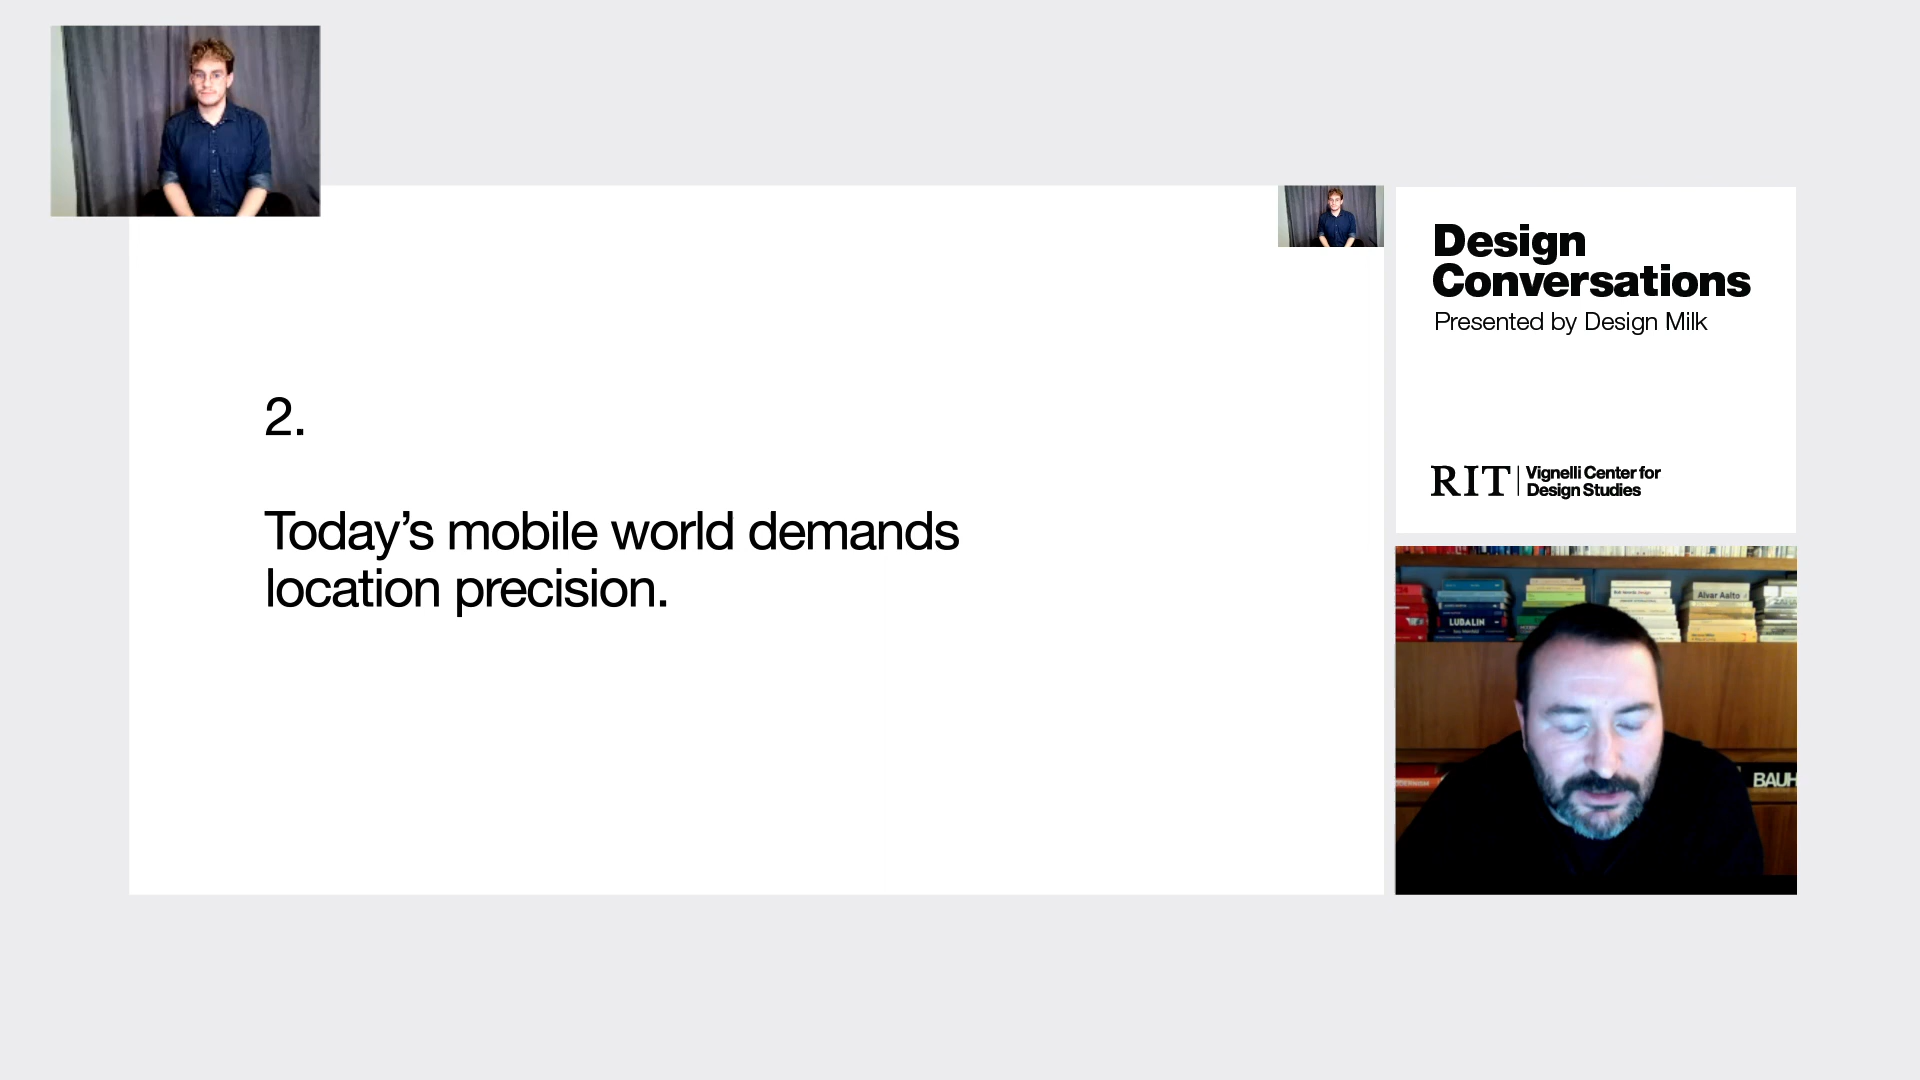 2.
Today’s mobile world demands
location precision.
Design
Conversations
Presented by Design Milk
RIT
Vignelli Center for
Design Studies
LUBALIN
Alvar Aalto
BAUH